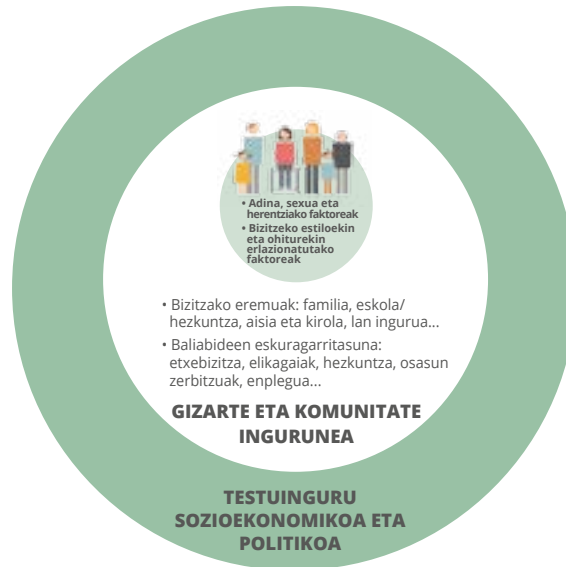 • Adina, sexua eta
herentziako faktoreak
• Bizitzeko estiloekin
eta ohiturekin
erlazionatutako
faktoreak
• Bizitzako eremuak: familia, eskola/
hezkuntza, aisia eta kirola, lan ingurua...
• Baliabideen eskuragarritasuna:
etxebizitza, elikagaiak, hezkuntza, osasun
zerbitzuak, enplegua...
GIZARTE ETA KOMUNITATE
INGURUNEA
TESTUINGURU
SOZIOEKONOMIKOA ETA
POLITIKOA